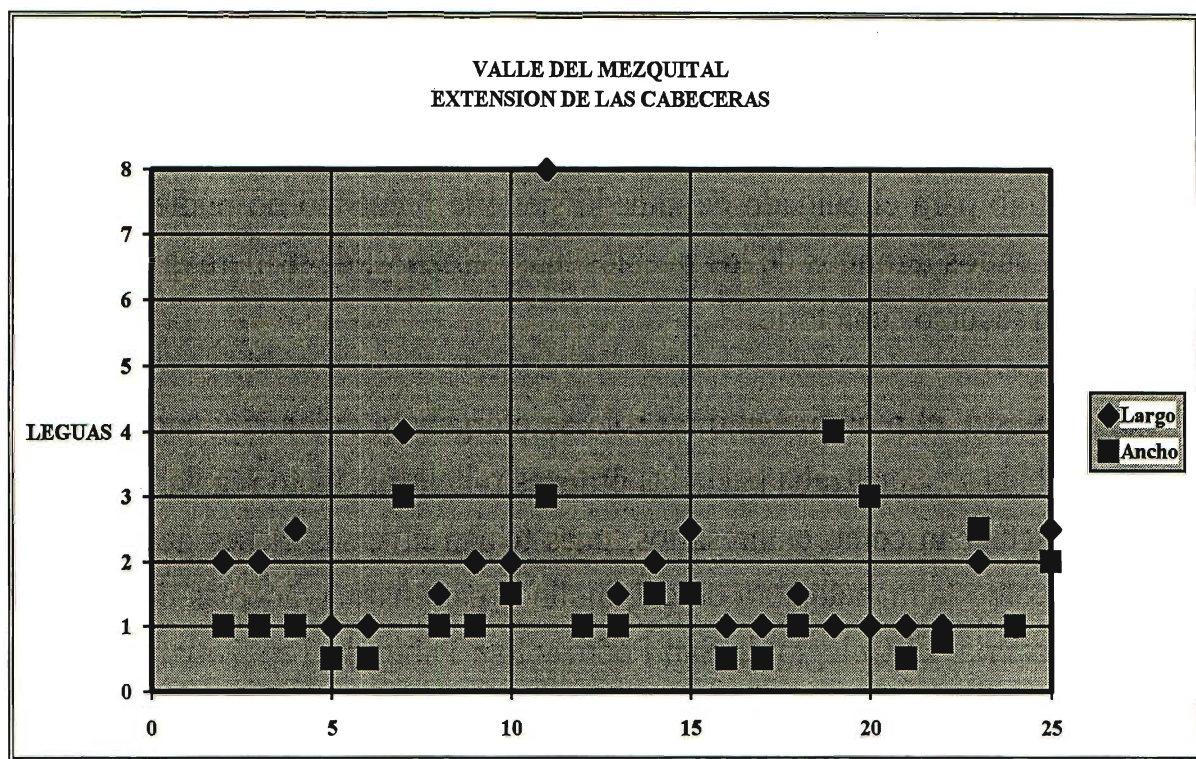 VALLE DEL MEZQUITAL
EXTENSION DE LAS CABECERAS
8
7
6
5
LEGUAS 4
3
2
1
0
0 5 10 15 20 25
Largo
Ancho